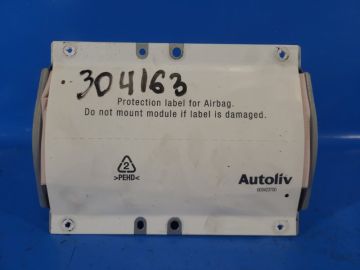 304163
Protection label for Airbag.
Do not mount module if label is damaged.
2
>PEHD<
Autoliv